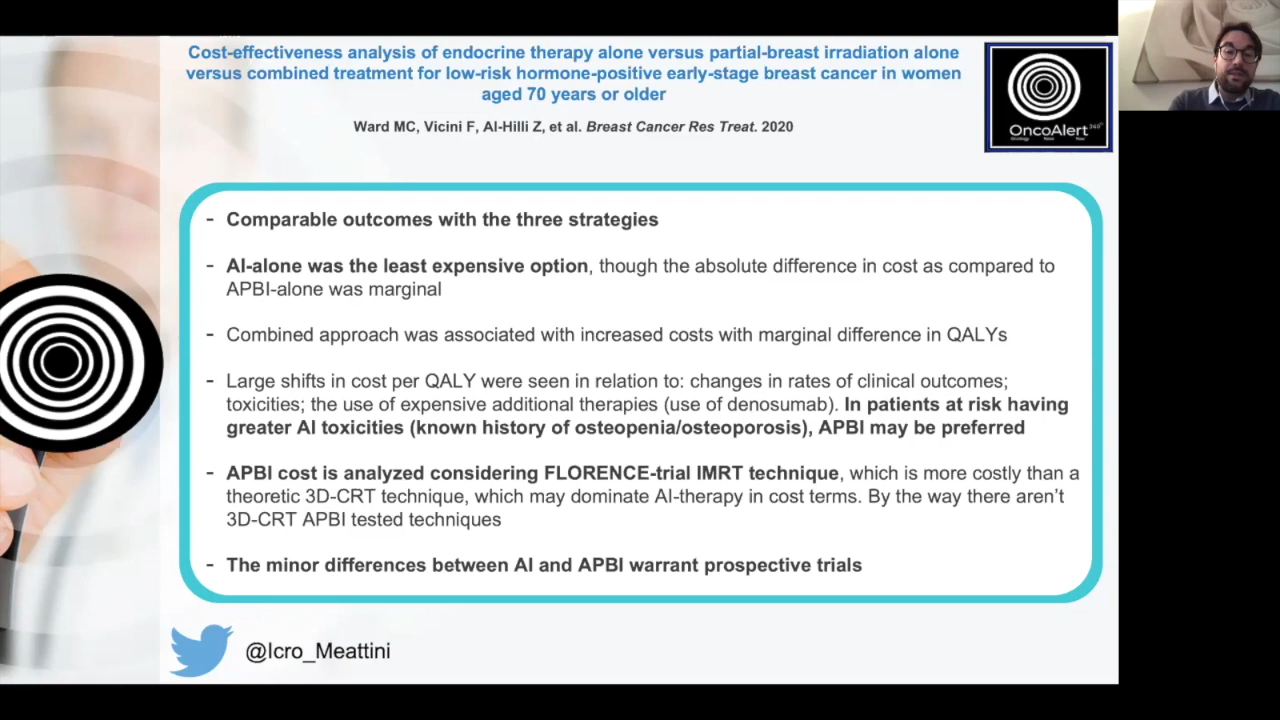 Cost-effectiveness analysis of endocrine therapy alone versus partial-breast irradiation alone
versus combined treatment for low-risk hormone-positive early-stage breast cancer in women
aged 70 years or older
Ward MC, Vicini F, Al-Hilli Z, et al. Breast Cancer Res Treat. 2020
OncoAlert
- Comparable outcomes with the three strategies
- AI-alone was the least expensive option, though the absolute difference in cost as compared to
APBI-alone was marginal
- Combined approach was associated with increased costs with marginal difference in QALYs
- Large shifts in cost per QALY were seen in relation to: changes in rates of clinical outcomes;
toxicities; the use of expensive additional therapies (use of denosumab). In patients at risk having
greater AI toxicities (known history of osteopenia/osteoporosis), APBI may be preferred
- APBI cost is analyzed considering FLORENCE-trial IMRT technique, which is more costly than a
theoretic 3D-CRT technique, which may dominate AI-therapy in cost terms. By the way there aren't
3D-CRT APBI tested techniques
- The minor differences between AI and APBI warrant prospective trials
@Icro_Meattini